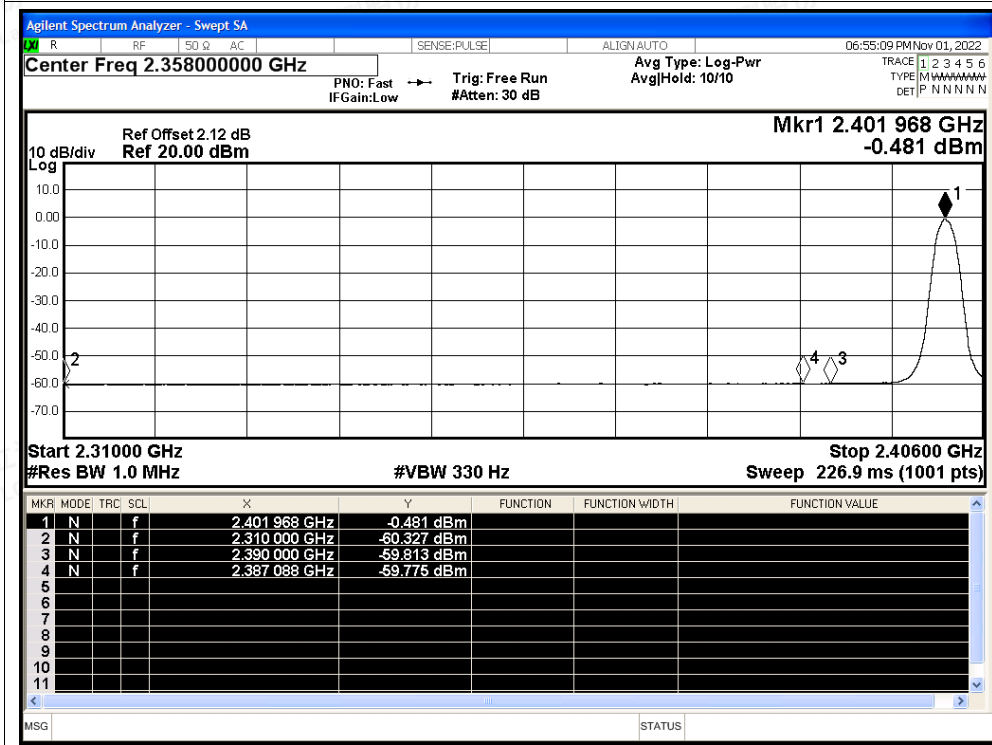 Agilent Spectrum Analyzer - Swept SA
LXI R RF 50 Ω AC SENSE:PULSE ALIGN AUTO 06:55:09 PM Nov 01, 2022
Center Freq 2.358000000 GHz
PNO: Fast
IFGain:Low
Trig: Free Run
#Atten: 30 dB
Avg Type: Log-Pwr
Avg|Hold: 10/10
TRACE 1 2 3 4 5 6
TYPE M
DET P N N N N N
Mkr1 2.401 968 GHz
-0.481 dBm
Ref Offset 2.12 dB
10 dB/div Ref 20.00 dBm
Log
10.0
0.00
-10.0
-20.0
-30.0
-40.0
-50.0
-60.0
-70.0
1
2
4 3
Start 2.31000 GHz Stop 2.40600 GHz
#Res BW 1.0 MHz #VBW 330 Hz Sweep 226.9 ms (1001 pts)
MKR MODE TRC SCL X Y FUNCTION FUNCTION WIDTH FUNCTION VALUE
1 N f 2.401 968 GHz -0.481 dBm
2 N f 2.310 000 GHz -60.327 dBm
3 N f 2.390 000 GHz -59.813 dBm
4 N f 2.387 088 GHz -59.775 dBm
5
6
7
8
9
10
11
MSG STATUS